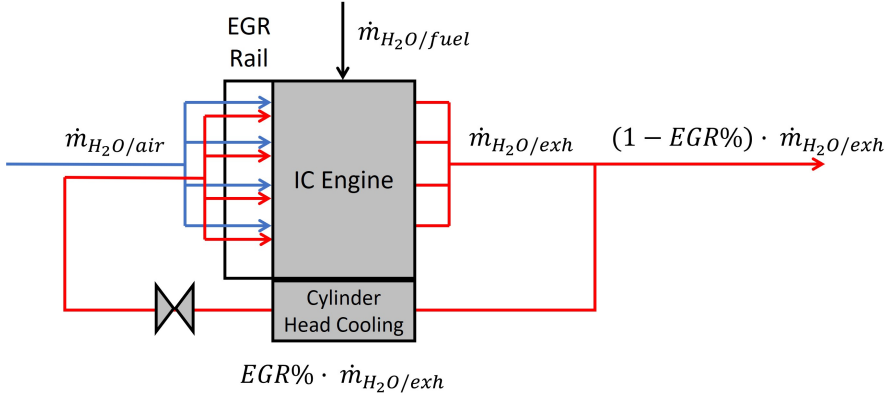 EGR
Rail
ṁ_{H_2O/fuel}
ṁ_{H_2O/air}
IC Engine
ṁ_{H_2O/exh}
(1 − EGR%) · ṁ_{H_2O/exh}
Cylinder
Head Cooling
EGR% · ṁ_{H_2O/exh}